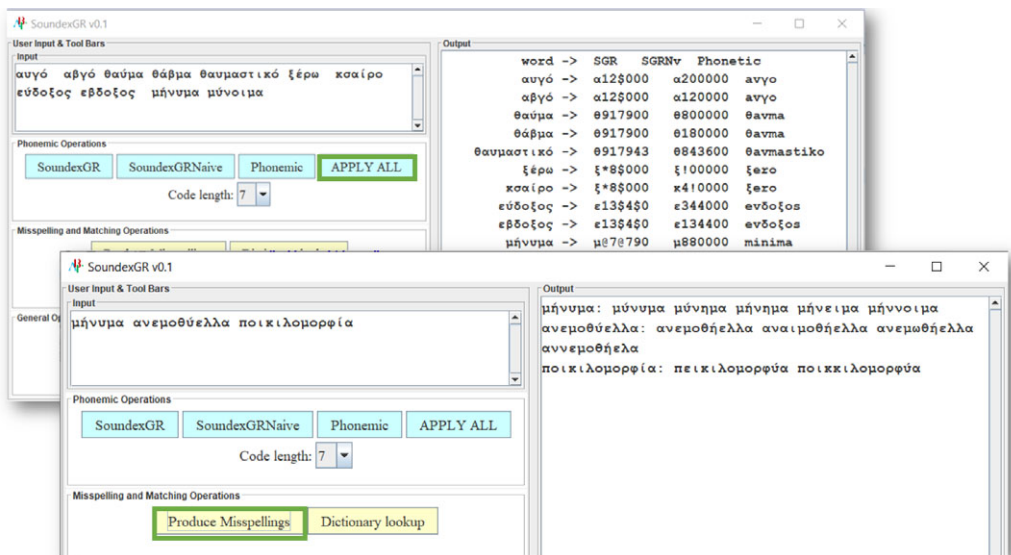 SoundexGR v0.1
User Input & Tool Bars
Input
αυγό αβγό θαύμα θάβμα θαυμαστικό ξέρω κσαίρο
εύδοξος εβδοξος μήνυμα μύνοιμα
Phonemic Operations
SoundexGR SoundexGRNaive Phonemic APPLY ALL
Code length: 7
Misspelling and Matching Operations
General Op
Output
word -> SGR SGRNv Phonetic
αυγό -> α12$000 α200000 avγo
αβγό -> α12$000 α120000 avγo
θαύμα -> θ917900 θ800000 θavma
θάβμα -> θ917900 θ180000 θavma
θαυμαστικό -> θ917943 θ843600 θavmastiko
ξέρω -> ξ*8$000 ξ!00000 ξero
κσαίρο -> ξ*8$000 κ4!0000 ξero
εύδοξος -> ε13$4$0 ε344000 evδoξos
εβδοξος -> ε13$4$0 ε134400 evδoξos
μήνυμα -> μ@7@790 μ880000 minima
SoundexGR v0.1
User Input & Tool Bars
Input
μήνυμα ανεμοθύελλα ποικιλομορφία
Phonemic Operations
SoundexGR SoundexGRNaive Phonemic APPLY ALL
Code length: 7
Misspelling and Matching Operations
Produce Misspellings Dictionary lookup
Output
μήνυμα: μύνυμα μύνημα μήνημα μήνειμα μήννοιμα
ανεμοθύελλα: ανεμοθήελλα αναιμοθήελλα ανεμωθήελλα
αννεμοθήελα
ποικιλομορφία: πεικιλομορφύα ποικκιλομορφύα